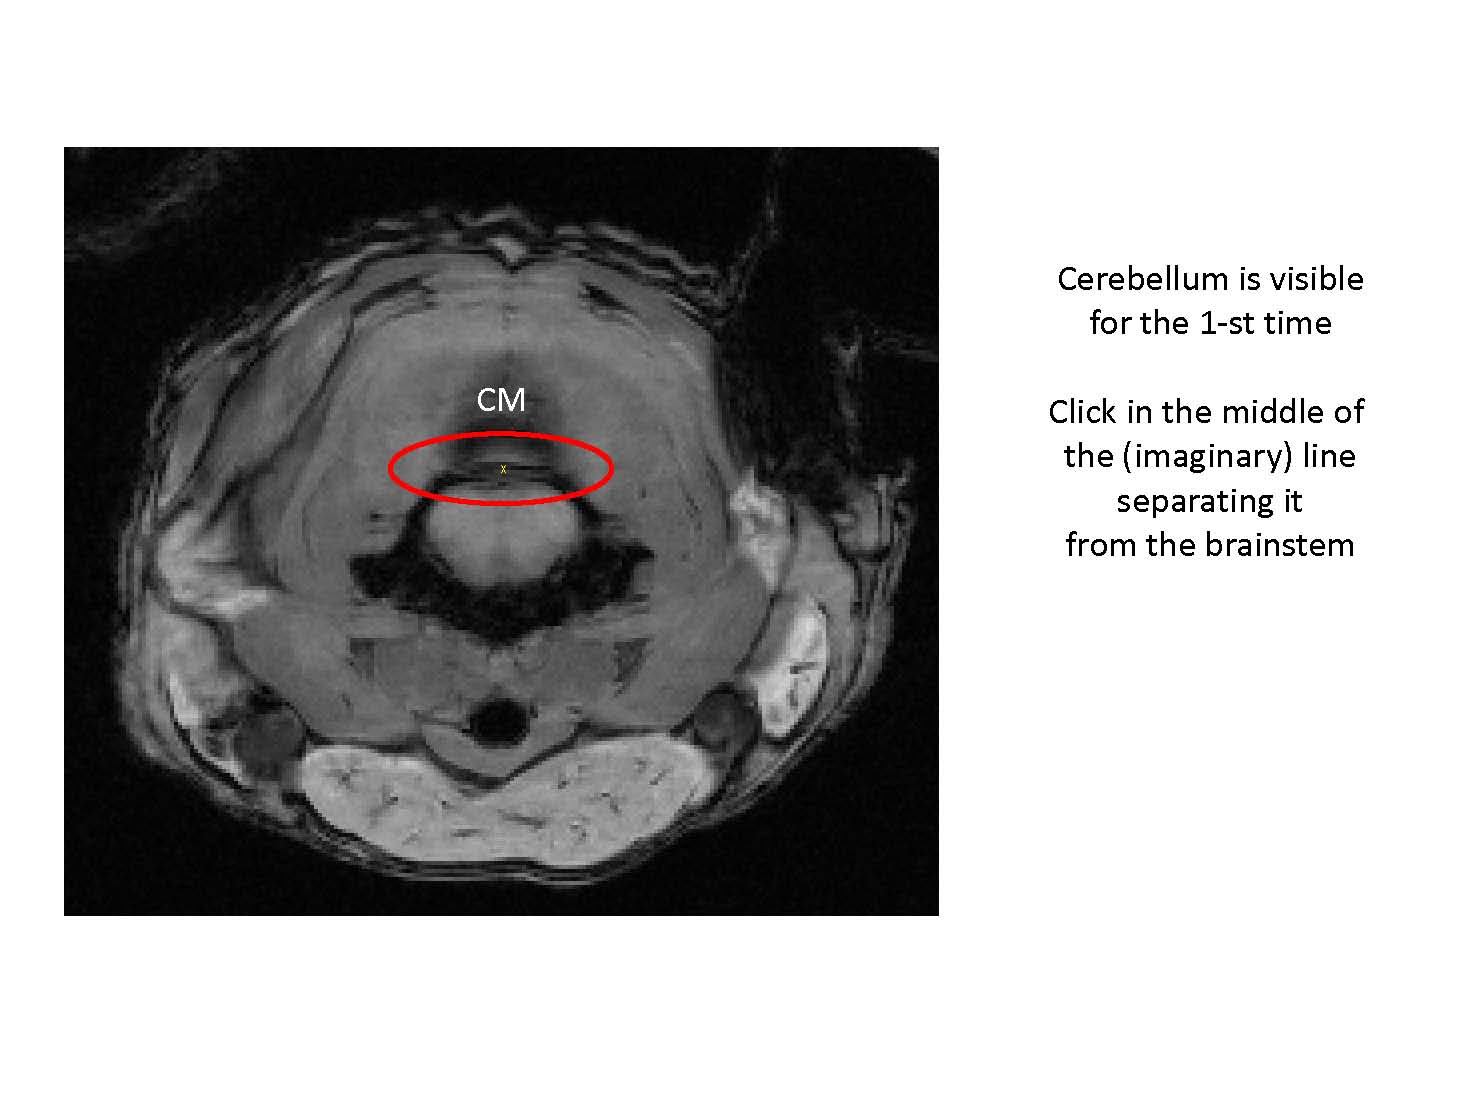 CM
x
Cerebellum is visible
for the 1-st time
Click in the middle of
the (imaginary) line
separating it
from the brainstem